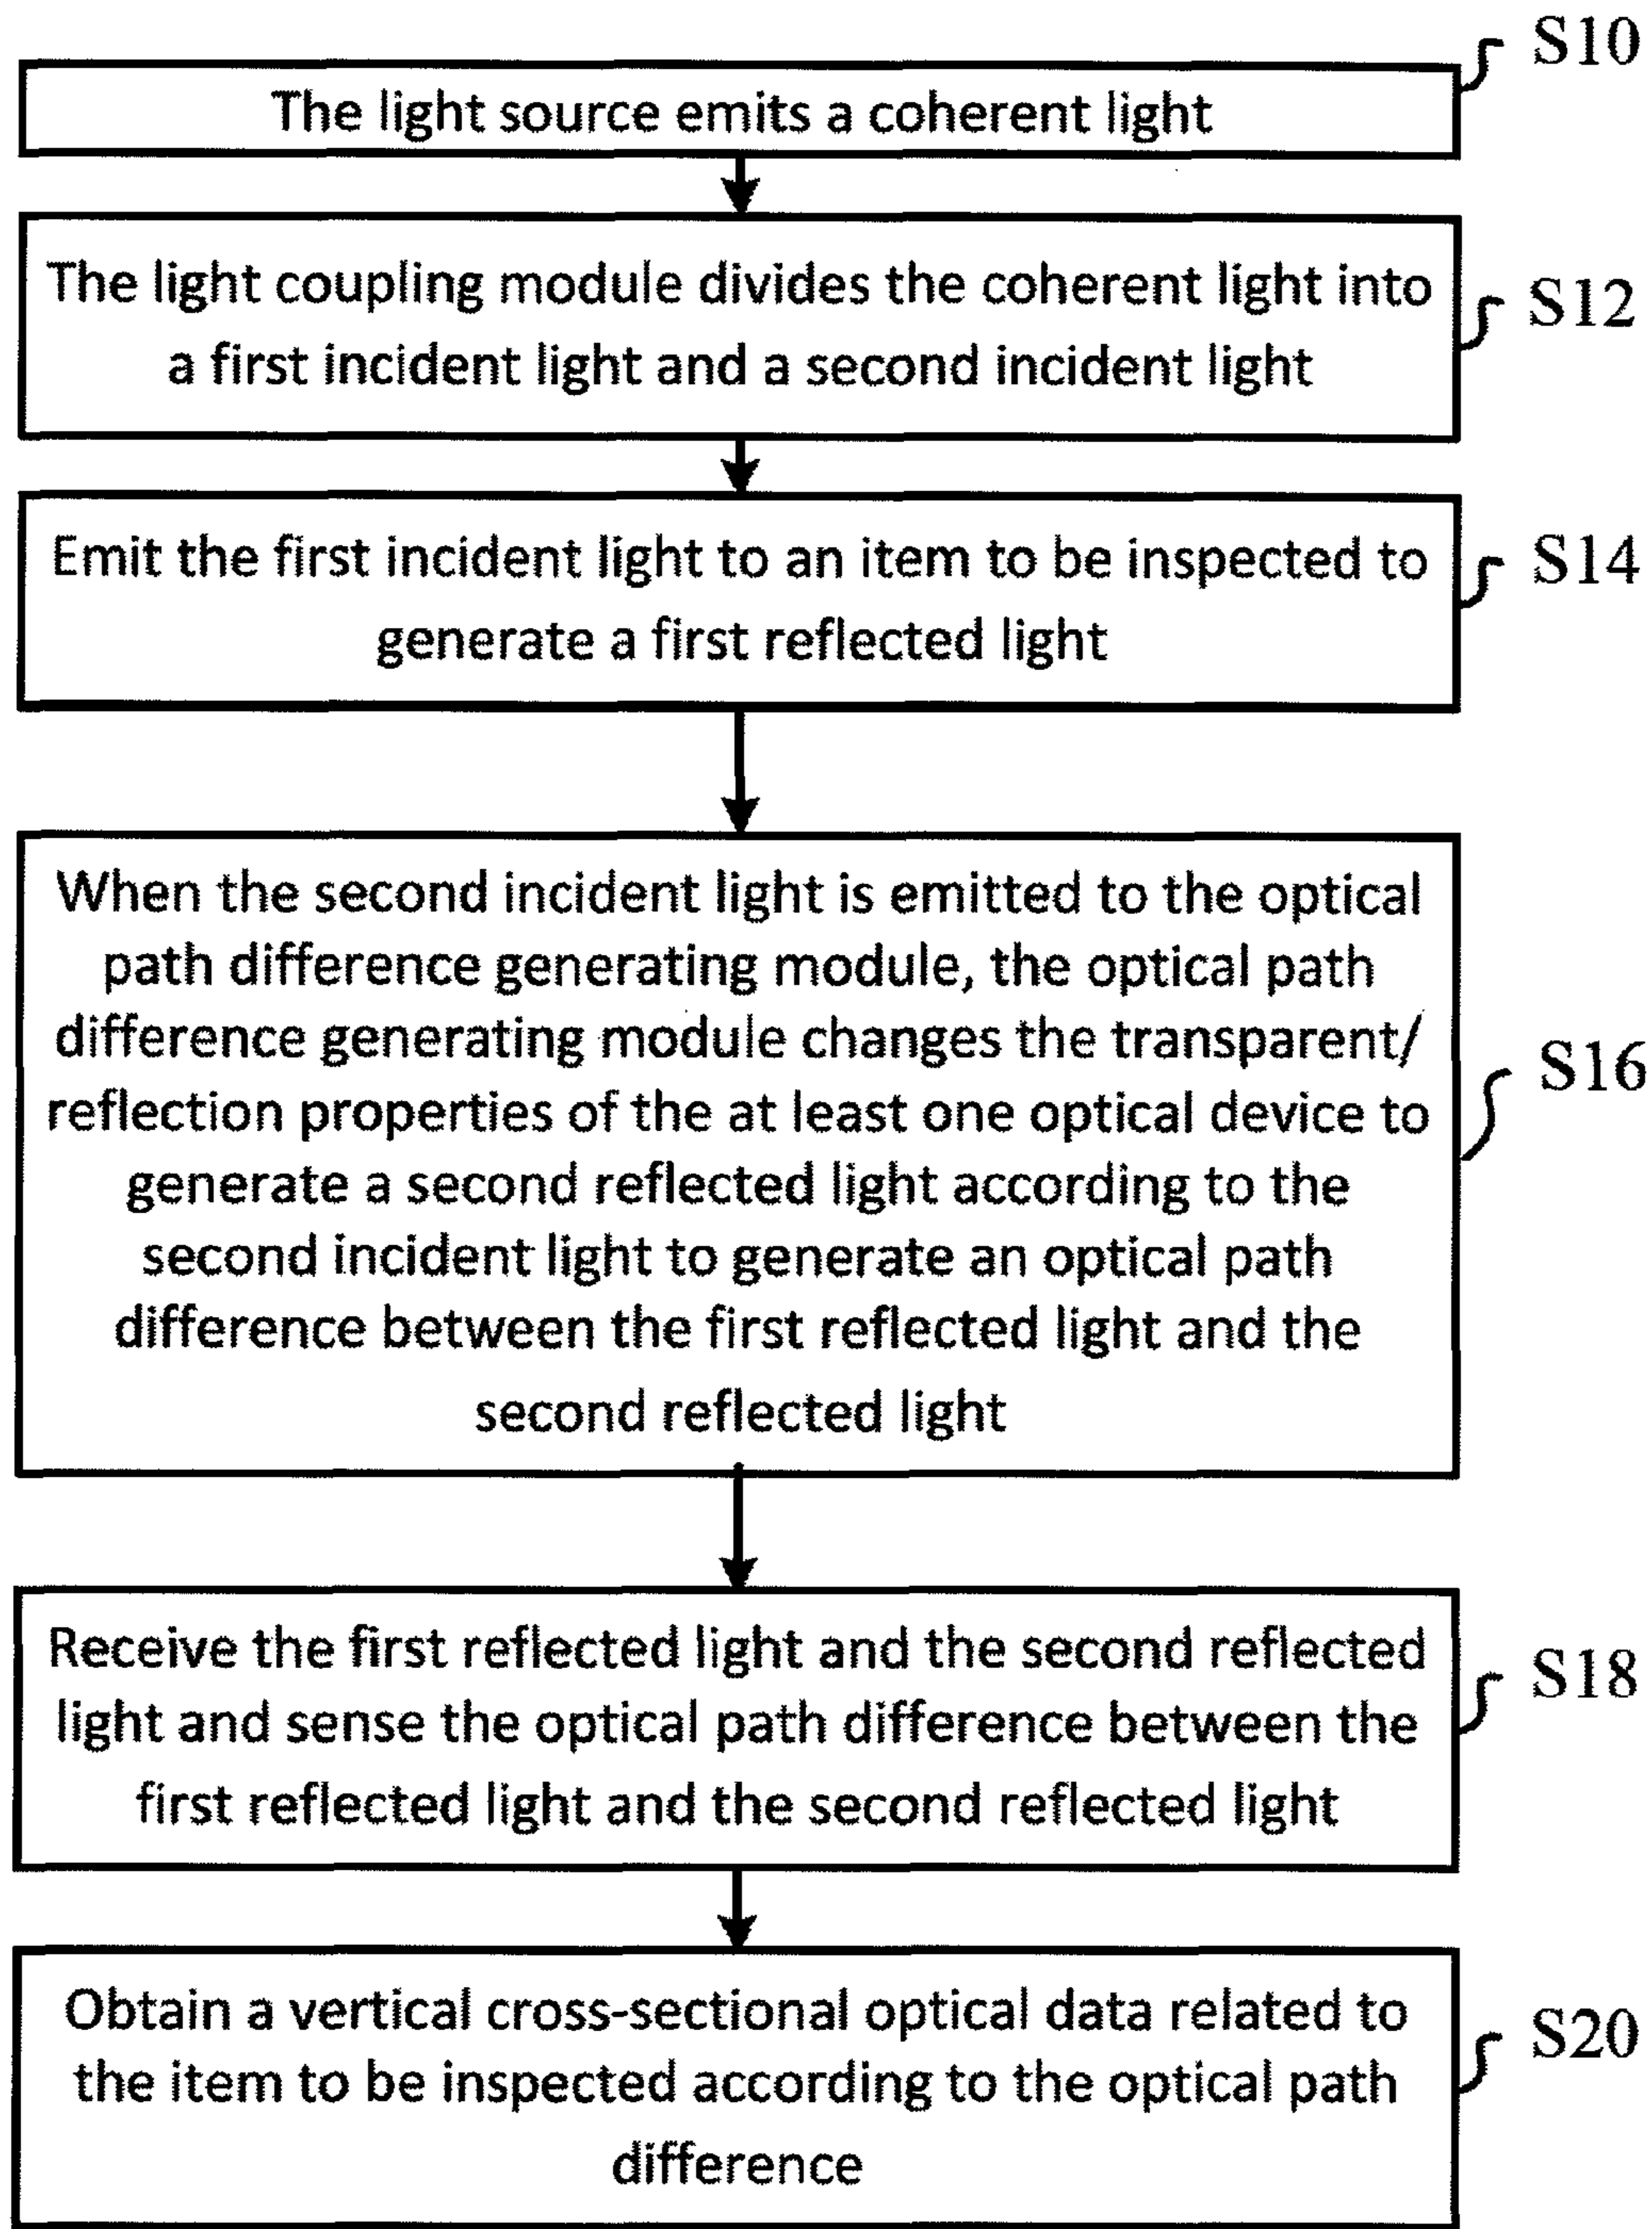 S10
The light source emits a coherent light
The light coupling module divides the coherent light into
a first incident light and a second incident light
S12
Emit the first incident light to an item to be inspected to
generate a first reflected light
S14
When the second incident light is emitted to the optical
path difference generating module, the optical path
difference generating module changes the transparent/
reflection properties of the at least one optical device to
generate a second reflected light according to the
second incident light to generate an optical path
difference between the first reflected light and the
second reflected light
S16
Receive the first reflected light and the second reflected
light and sense the optical path difference between the
first reflected light and the second reflected light
S18
Obtain a vertical cross-sectional optical data related to
the item to be inspected according to the optical path
difference
S20